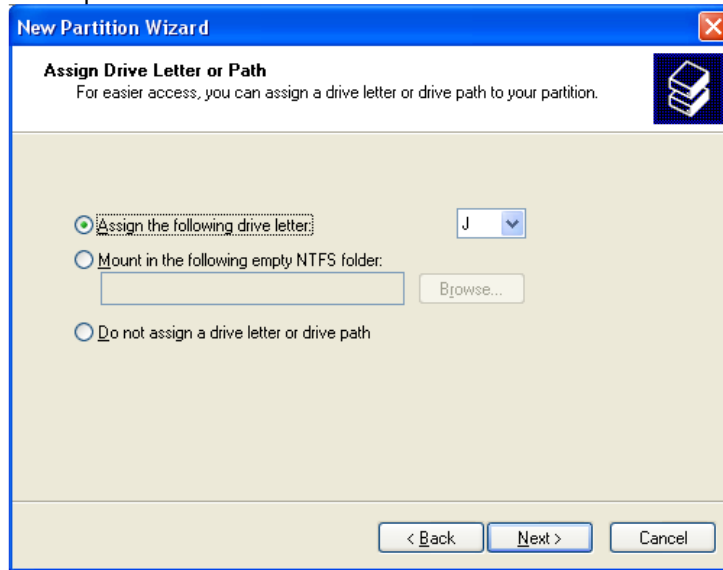 New Partition Wizard
Assign Drive Letter or Path
For easier access, you can assign a drive letter or drive path to your partition.
Assign the following drive letter: J
Mount in the following empty NTFS folder:
Browse...
Do not assign a drive letter or drive path
< Back Next > Cancel